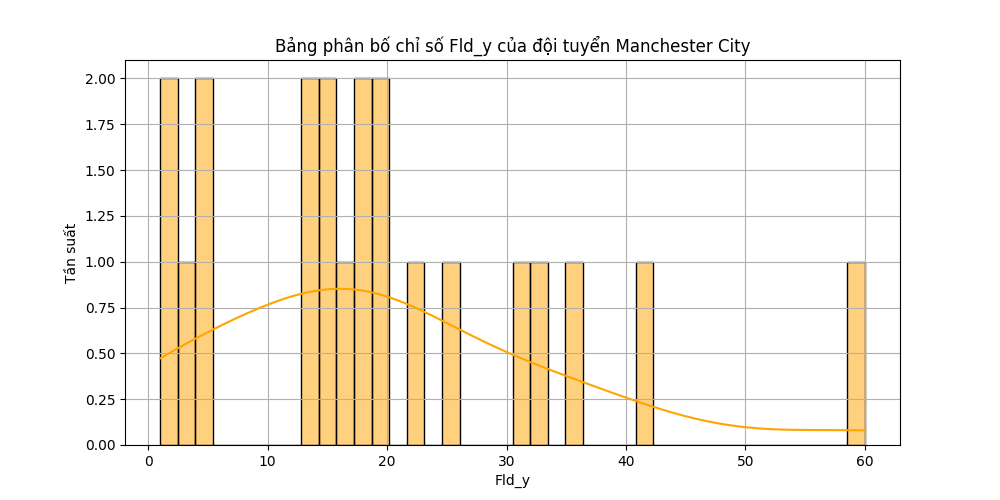 Bảng phân bố chỉ số Fld_y của đội tuyển Manchester City
Tần suất
2.00
1.75
1.50
1.25
1.00
0.75
0.50
0.25
0.00
0 10 20 30 40 50 60
Fld_y